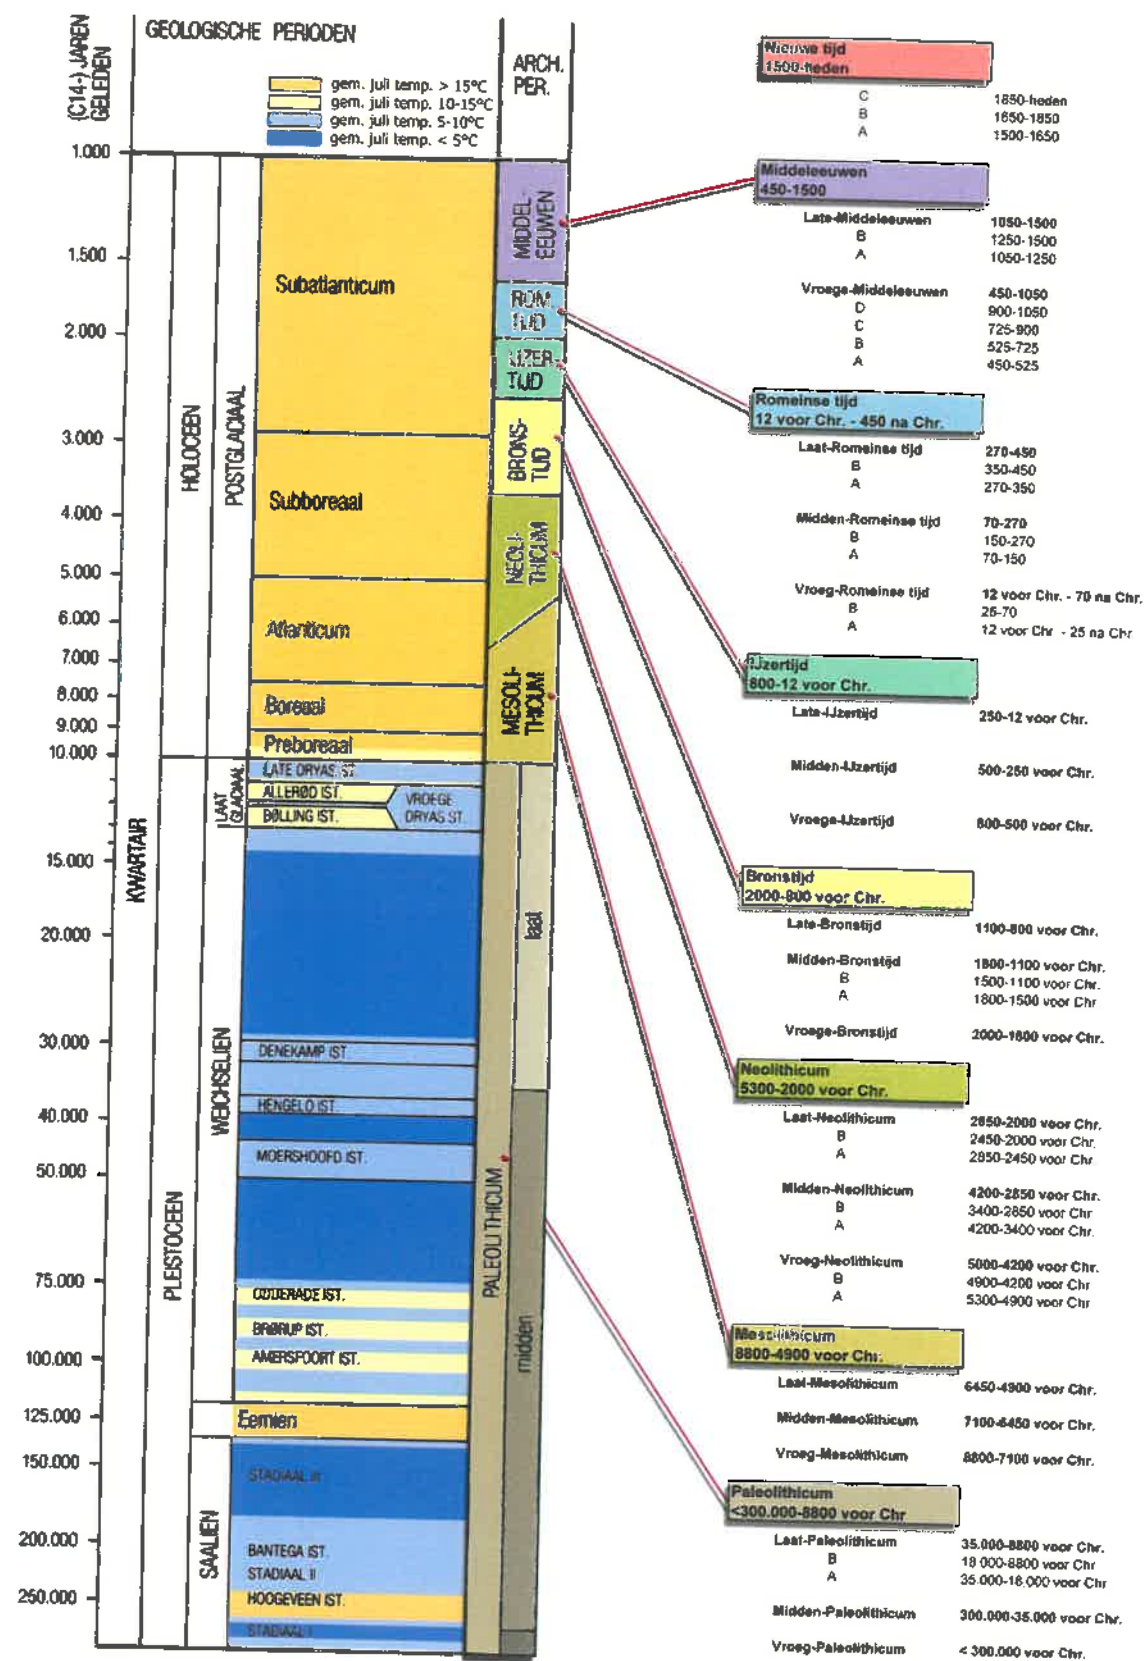 (C14-) JAREN
GELEDEN
GEOLOGISCHE PERIODEN
gem. juli temp. > 15°C
gem. juli temp. 10-15°C
gem. juli temp. 5-10°C
gem. juli temp. < 5°C
ARCH.
PER.
1.000
1.500
2.000
3.000
4.000
5.000
6.000
7.000
8.000
9.000
10.000
15.000
20.000
30.000
40.000
50.000
75.000
100.000
125.000
150.000
200.000
250.000
KWARTAIR
HOLOCEEN
PLEISTOCEEN
POSTGLACIAAL
LAAT
GLACIAAL
WEICHSELIEN
SAALIEN
Subatlanticum
Subboreaal
Atlanticum
Boreaal
Preboreaal
LATE DRYAS ST.
ALLERØD IST.
VROEGE
DRYAS ST.
BØLLING IST.
DENEKAMP IST.
HENGELO IST.
MOERSHOOFD IST.
ODDERADE IST.
BRØRUP IST.
AMERSFOORT IST.
Eemien
STADIAAL III
BANTEGA IST.
STADIAAL II
HOOGEVEEN IST.
STADIAAL I
MIDDEL-
EEUWEN
ROM.
TIJD
IJZER-
TIJD
BRONS-
TIJD
NEOLI-
THICUM
MESOLI-
THICUM
PALEOLITHICUM
laat
midden
Nieuwe tijd
1500-heden
C 1850-heden
B 1650-1850
A 1500-1650
Middeleeuwen
450-1500
Late-Middeleeuwen 1050-1500
B 1250-1500
A 1050-1250
Vroege-Middeleeuwen 450-1050
D 900-1050
C 725-900
B 525-725
A 450-525
Romeinse tijd
12 voor Chr. - 450 na Chr.
Laat-Romeinse tijd 270-450
B 350-450
A 270-350
Midden-Romeinse tijd 70-270
B 150-270
A 70-150
Vroeg-Romeinse tijd 12 voor Chr. - 70 na Chr.
B 25-70
A 12 voor Chr - 25 na Chr
IJzertijd
800-12 voor Chr.
Late-IJzertijd 250-12 voor Chr.
Midden-IJzertijd 500-250 voor Chr.
Vroege-IJzertijd 800-500 voor Chr.
Bronstijd
2000-800 voor Chr.
Late-Bronstijd 1100-800 voor Chr.
Midden-Bronstijd 1800-1100 voor Chr.
B 1500-1100 voor Chr.
A 1800-1500 voor Chr
Vroege-Bronstijd 2000-1800 voor Chr.
Neolithicum
5300-2000 voor Chr.
Laat-Neolithicum 2850-2000 voor Chr.
B 2450-2000 voor Chr.
A 2850-2450 voor Chr.
Midden-Neolithicum 4200-2850 voor Chr.
B 3400-2850 voor Chr.
A 4200-3400 voor Chr.
Vroeg-Neolithicum 5000-4200 voor Chr.
B 4900-4200 voor Chr
A 5300-4900 voor Chr
Mesolithicum
8800-4900 voor Chr.
Laat-Mesolithicum 6450-4900 voor Chr.
Midden-Mesolithicum 7100-6450 voor Chr.
Vroeg-Mesolithicum 8800-7100 voor Chr.
Paleolithicum
<300.000-8800 voor Chr
Laat-Paleolithicum 35.000-8800 voor Chr.
B 18 000-8800 voor Chr
A 35.000-18.000 voor Chr
Midden-Paleolithicum 300.000-35.000 voor Chr.
Vroeg-Paleolithicum < 300.000 voor Chr.